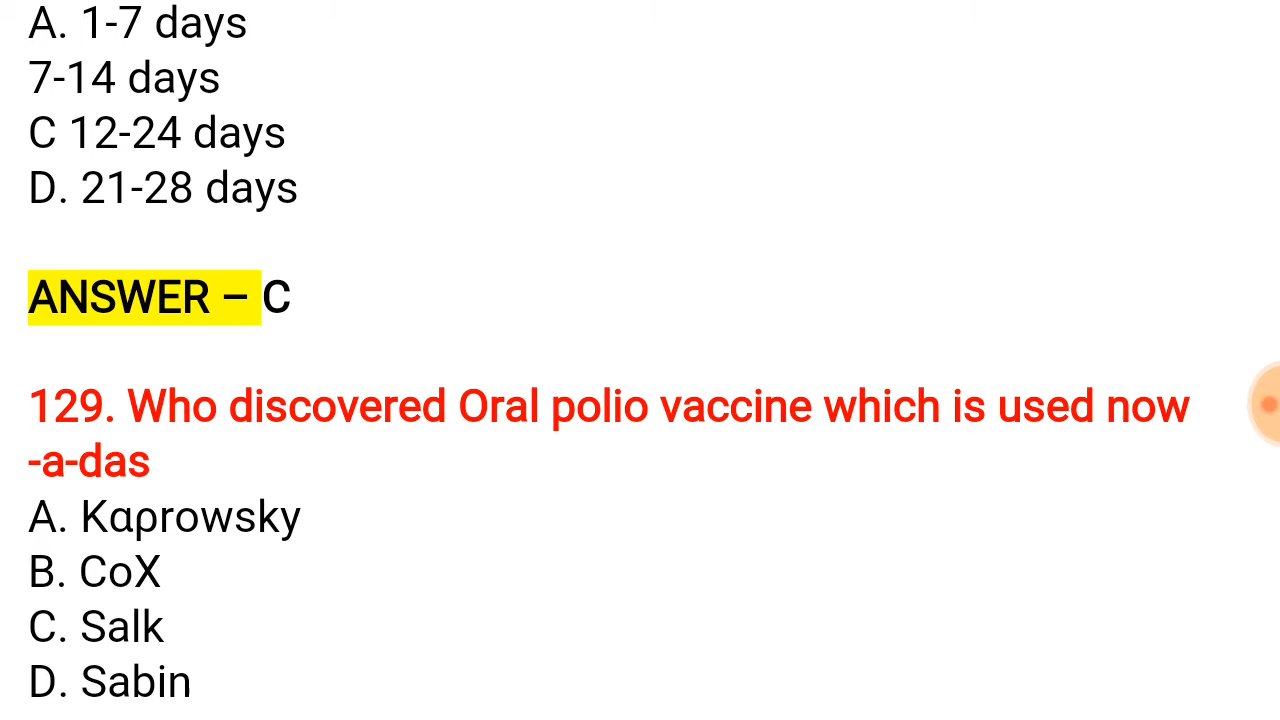 A. 1-7 days
7-14 days
C 12-24 days
D. 21-28 days
ANSWER – C
129. Who discovered Oral polio vaccine which is used now
-a-das
A. Kαρrowsky
B. CoX
C. Salk
D. Sabin